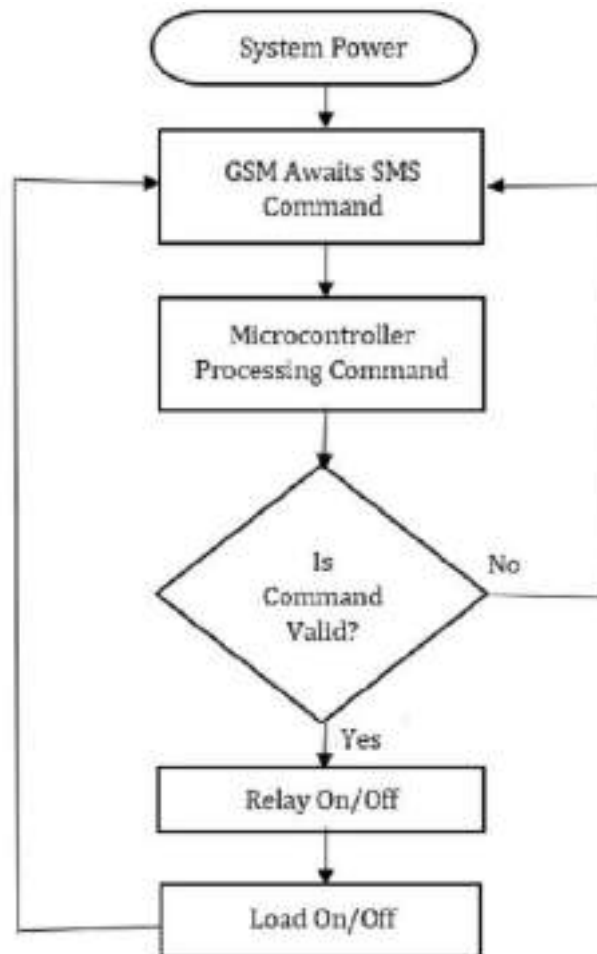 System Power
GSM Awaits SMS
Command
Microcontroller
Processing Command
Is
Command
Valid?
No
Yes
Relay On/Off
Load On/Off